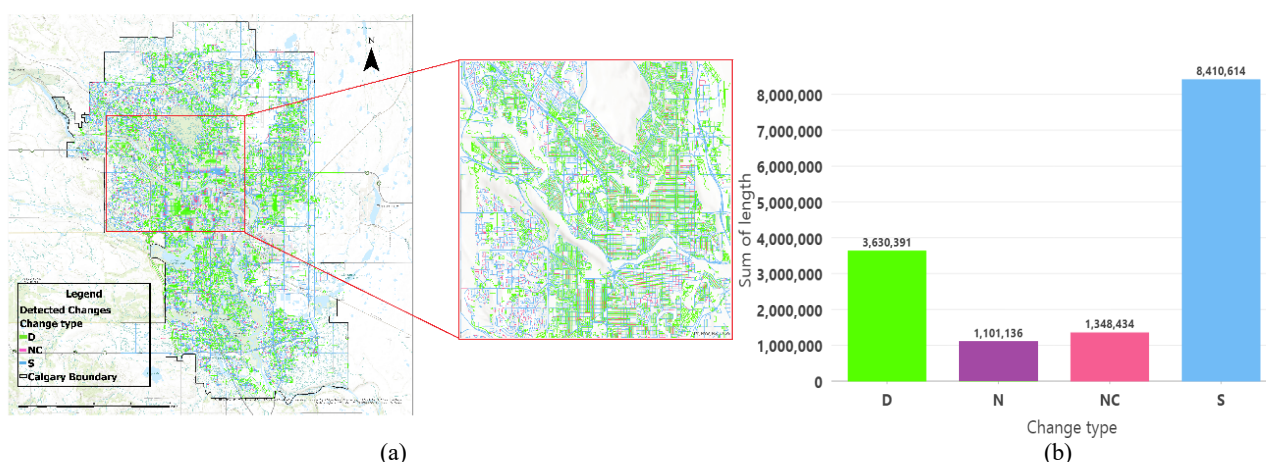 N
Legend
Detected Changes
Change type
D
NC
S
Calgary Boundary
(a)
Sum of length
8,000,000
7,000,000
6,000,000
5,000,000
4,000,000
3,000,000
2,000,000
1,000,000
0
3,630,391
1,101,136
1,348,434
8,410,614
D
N
NC
S
Change type
(b)